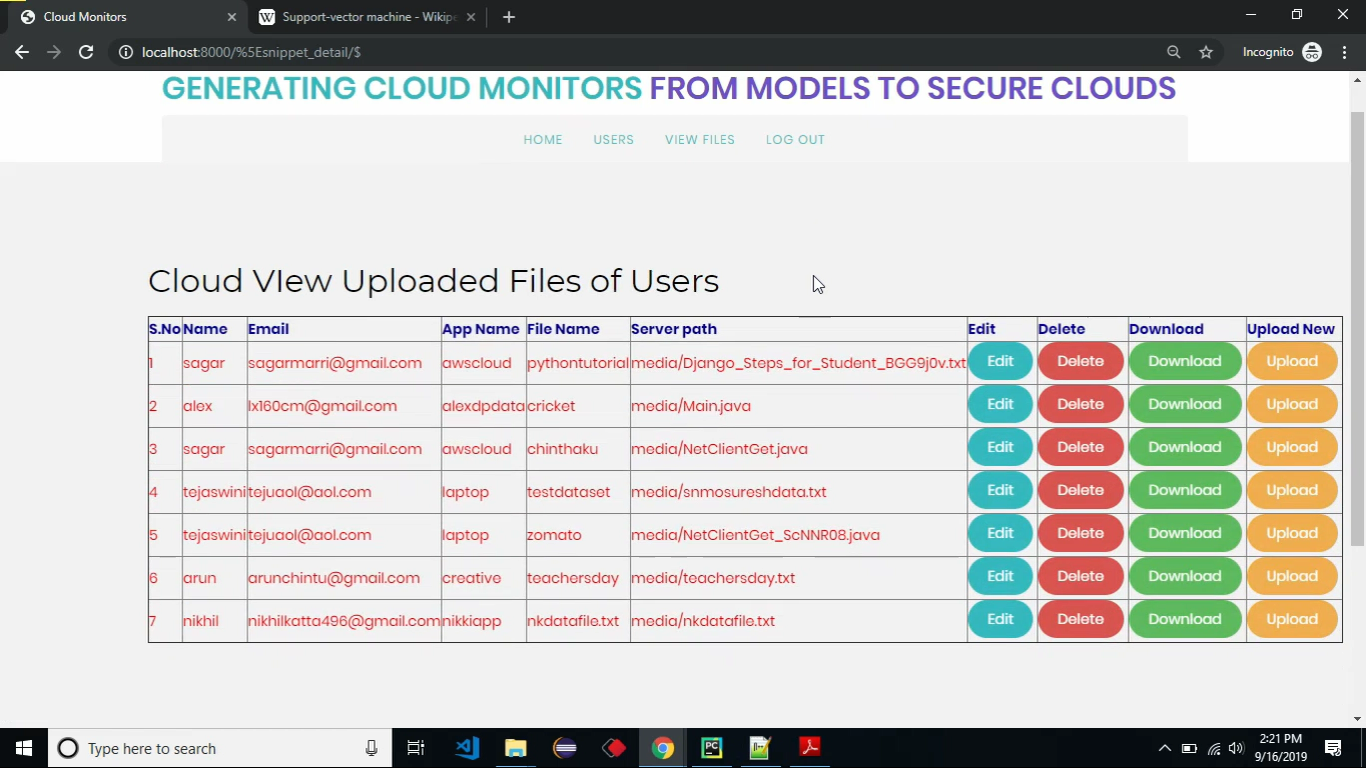 Cloud Monitors
Support-vector machine - Wikipe
localhost:8000/%5Esnippet_detail/$
Incognito
GENERATING CLOUD MONITORS FROM MODELS TO SECURE CLOUDS
HOME USERS VIEW FILES LOG OUT
Cloud VIew Uploaded Files of Users
S.No Name Email App Name File Name Server path Edit Delete Download Upload New
1 sagar sagarmarri@gmail.com awscloud pythontutorial media/Django_Steps_for_Student_BGG9j0v.txt Edit Delete Download Upload
2 alex lx160cm@gmail.com alexdpdata cricket media/Main.java Edit Delete Download Upload
3 sagar sagarmarri@gmail.com awscloud chinthaku media/NetClientGet.java Edit Delete Download Upload
4 tejaswini tejuaol@aol.com laptop testdataset media/snmosureshdata.txt Edit Delete Download Upload
5 tejaswini tejuaol@aol.com laptop zomato media/NetClientGet_ScNNR08.java Edit Delete Download Upload
6 arun arunchintu@gmail.com creative teachersday media/teachersday.txt Edit Delete Download Upload
7 nikhil nikhilkatta496@gmail.com nikkiapp nkdatafile.txt media/nkdatafile.txt Edit Delete Download Upload
Type here to search
2:21 PM
9/16/2019